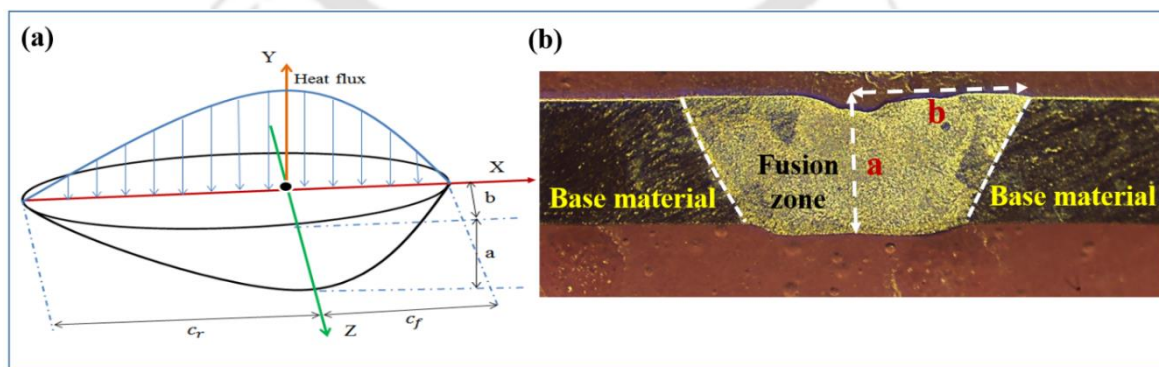 (a)
Y
Heat flux
X
b
a
c_r
c_f
Z
(b)
b
a
Fusion
zone
Base material
Base material